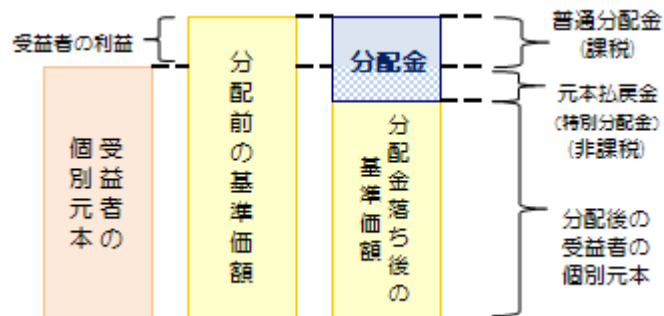 受益者の利益
受益者の
個別元本
分配前の基準価額
分配金
分配金落ち後の
基準価額
普通分配金
(課税)
元本払戻金
(特別分配金)
(非課税)
分配後の
受益者の
個別元本